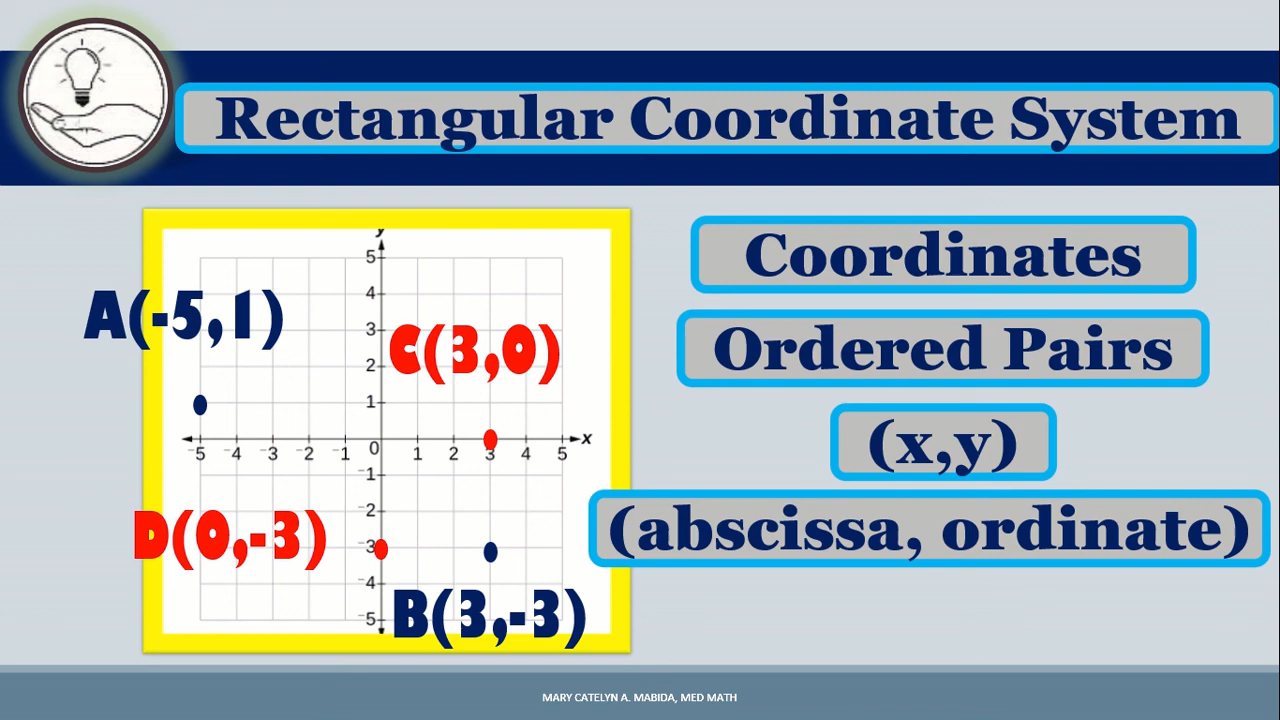 Rectangular Coordinate System
y
5
4
3
2
1
-5 -4 -3 -2 -1 0 1 2 3 4 5 x
-1
-2
-3
-4
-5
A(-5,1)
C(3,0)
D(0,-3)
B(3,-3)
Coordinates
Ordered Pairs
(x,y)
(abscissa, ordinate)
MARY CATELYN A. MABIDA, MED MATH